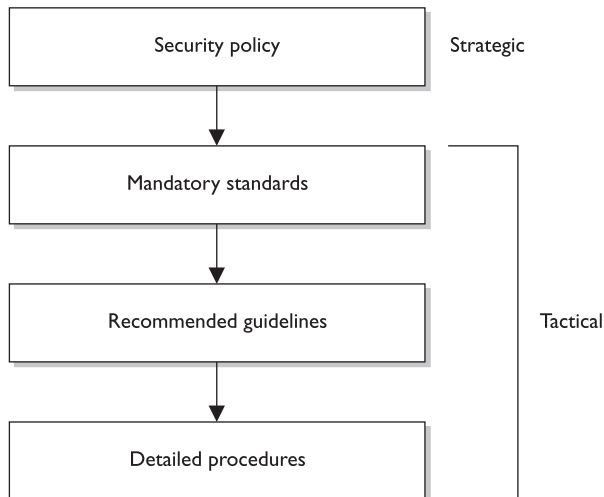 Security policy
Strategic
Mandatory standards
Recommended guidelines
Tactical
Detailed procedures